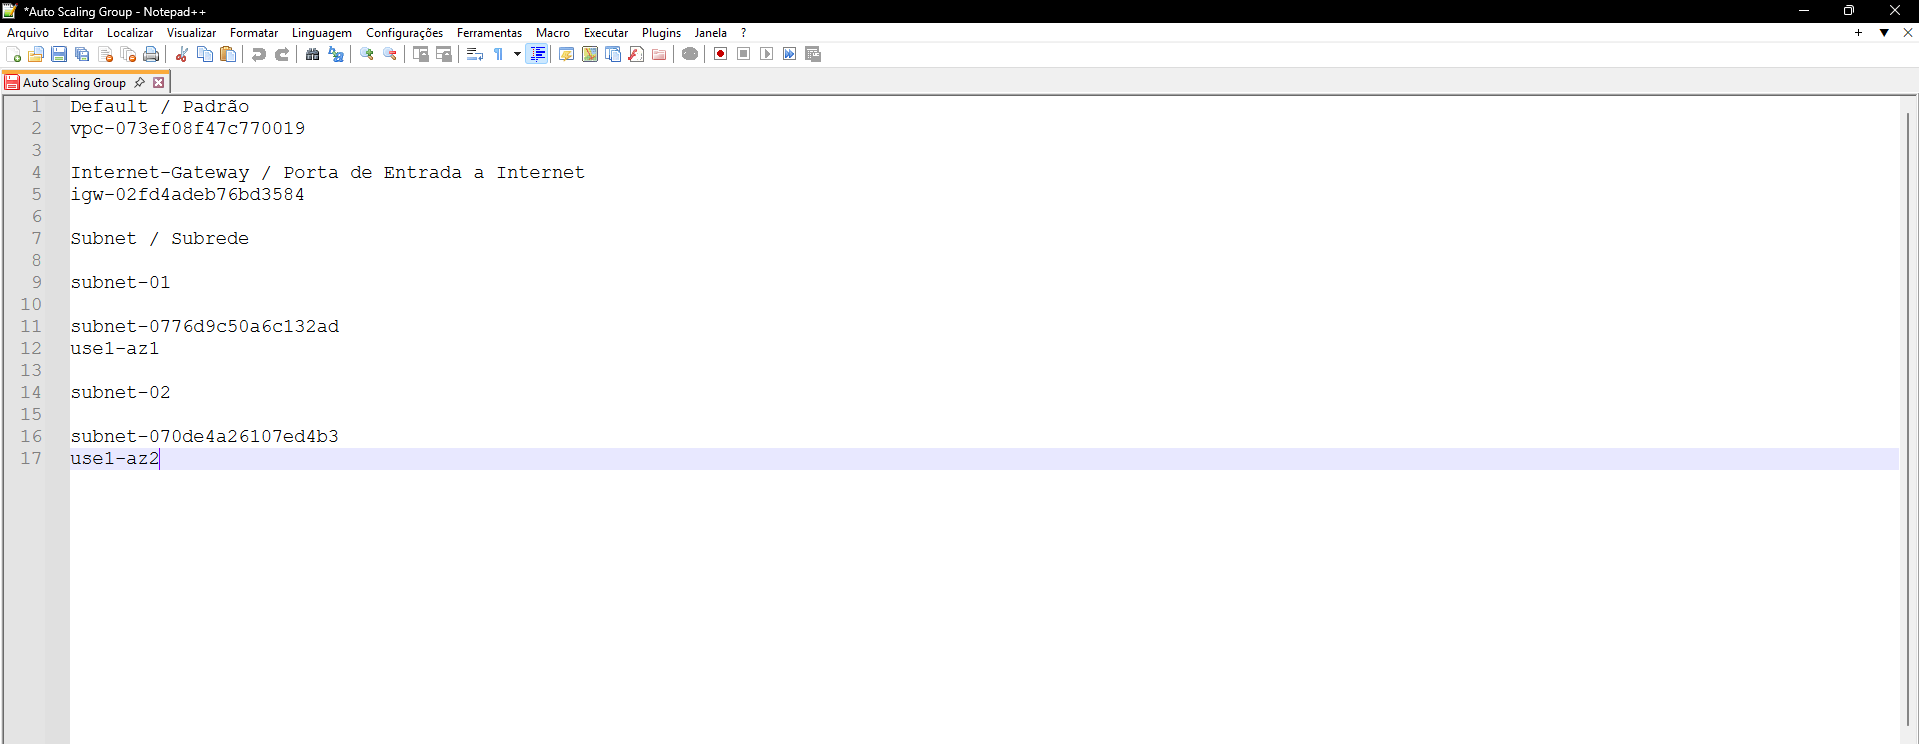 *Auto Scaling Group - Notepad++
Arquivo Editar Localizar Visualizar Formatar Linguagem Configurações Ferramentas Macro Executar Plugins Janela ?
Auto Scaling Group
1 Default / Padrão
2 vpc-073ef08f47c770019
3
4 Internet-Gateway / Porta de Entrada a Internet
5 igw-02fd4adeb76bd3584
6
7 Subnet / Subrede
8
9 subnet-01
10
11 subnet-0776d9c50a6c132ad
12 use1-az1
13
14 subnet-02
15
16 subnet-070de4a26107ed4b3
17 use1-az2